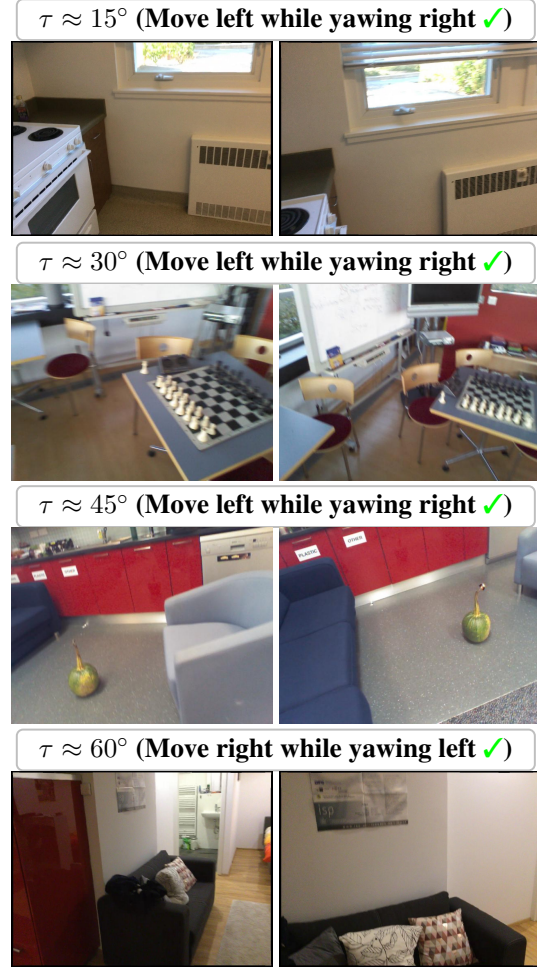 τ ≈ 15° (Move left while yawing right ✓)
τ ≈ 30° (Move left while yawing right ✓)
τ ≈ 45° (Move left while yawing right ✓)
PLASTIC
OTHER
τ ≈ 60° (Move right while yawing left ✓)
isp